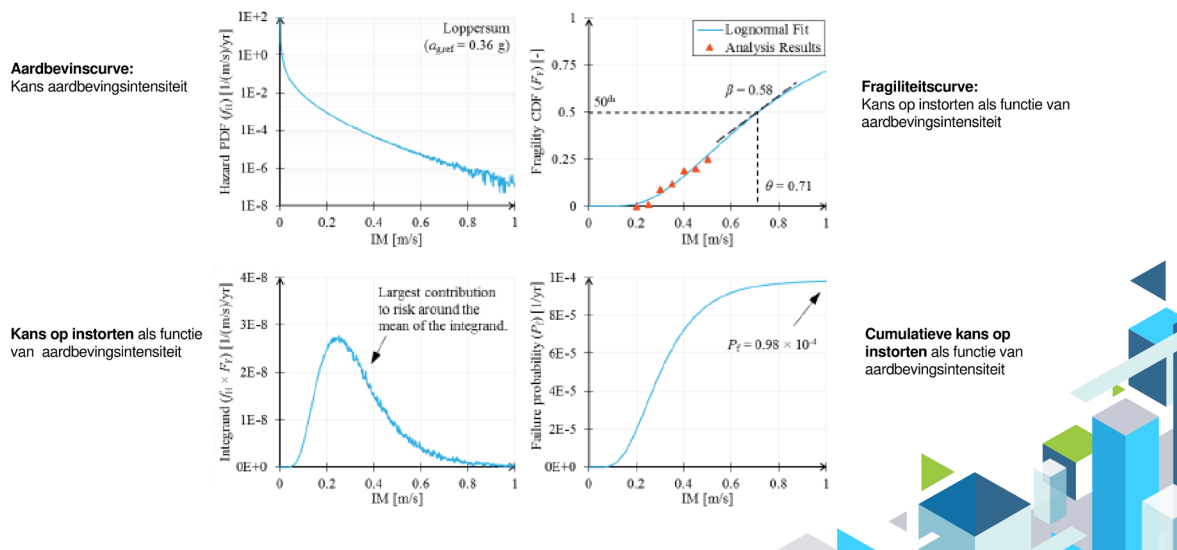 Aardbevinscurve:
Kans aardbevingsintensiteit
Hazard PDF (fH) [1/(m/s)/yr]
1E+2
1E+0
1E-2
1E-4
1E-6
1E-8
Loppersum
(ag,ref = 0.36 g)
0
0.2
0.4
0.6
0.8
1
IM [m/s]
Fragility CDF (FV) [-]
1
0.75
0.5
0.25
0
Lognormal Fit
Analysis Results
50th
β = 0.58
θ = 0.71
0
0.2
0.4
0.6
0.8
1
IM [m/s]
Fragiliteitscurve:
Kans op instorten als functie van
aardbevingsintensiteit
Kans op instorten als functie
van aardbevingsintensiteit
Integrand (fH × FV) [1/(m/s)/yr]
4E-8
3E-8
2E-8
1E-8
0E+0
Largest contribution
to risk around the
mean of the integrand.
0
0.2
0.4
0.6
0.8
1
IM [m/s]
Failure probability (Pf) [1/yr]
1E-4
8E-5
6E-5
4E-5
2E-5
0E+0
Pf = 0.98 × 10-4
0
0.2
0.4
0.6
0.8
1
IM [m/s]
Cumulatieve kans op
instorten als functie van
aardbevingsintensiteit